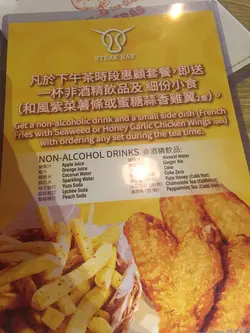 STEAK BAR
凡於下午茶時段惠顧套餐，即送
一杯非酒精飲品及 細份小食
(和風紫菜薯條或蜜糖蒜香雞翼2隻)。
Get a non-alcoholic drink and a small side dish (French
Fries with Seaweed or Honey Garlic Chicken Wings 2pcs)
with ordering any set during the tea time.
NON-ALCOHOL DRINKS 非酒精飲品:
Apple Juice
Orange Juice
Coconut Water
Sparkling Water
Yuzu Soda
Lychee Soda
Peach Soda
Mineral Water
Ginger Ale
Coke
Coke Zero
Yuzu Honey (Cold/Hot)
Chamomile Tea (Cold/Hot)
Peppermint Tea (Cold/Hot)